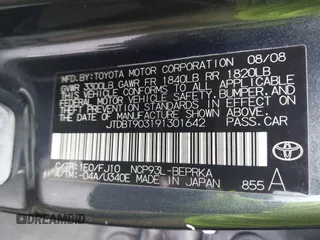 MFD.BY:TOYOTA MOTOR CORPORATION 08/08
GVWR 3300LB GAWR FR 1840LB RR 1820LB
THIS VEHICLE CONFORMS TO ALL APPLICABLE
FEDERAL MOTOR VEHICLE SAFETY, BUMPER, AND
THEFT PREVENTION STANDARDS IN EFFECT ON THE DATE
OF MANUFACTURE SHOWN ABOVE.
JTDBT903191301642 PASS.CAR
C/TR:1E0/FJ10 NCP93L-BEPRKA
A/TM:-04A/U340E MADE IN JAPAN
TOYOTA
855 A